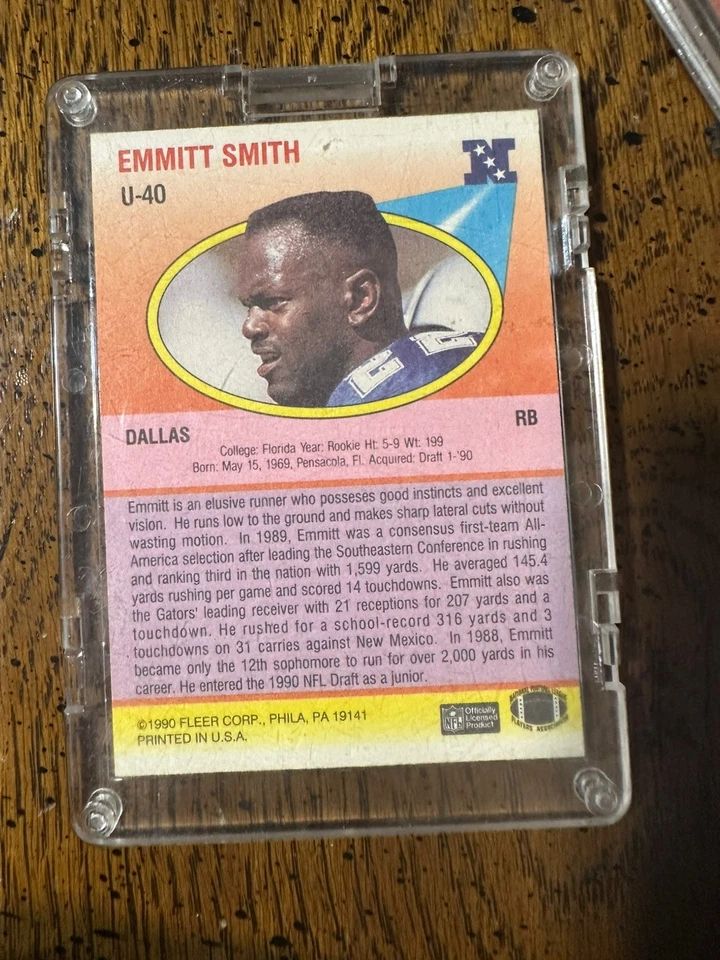 EMMITT SMITH
N
U-40
DALLAS
RB
College: Florida Year: Rookie Ht: 5-9 Wt: 199
Born: May 15, 1969, Pensacola, Fl. Acquired: Draft 1-'90
Emmitt is an elusive runner who posseses good instincts and excellent
vision. He runs low to the ground and makes sharp lateral cuts without
wasting motion. In 1989, Emmitt was a consensus first-team All-
America selection after leading the Southeastern Conference in rushing
and ranking third in the nation with 1,599 yards. He averaged 145.4
yards rushing per game and scored 14 touchdowns. Emmitt also was
the Gators' leading receiver with 21 receptions for 207 yards and a
touchdown. He rushed for a school-record 316 yards and 3
touchdowns on 31 carries against New Mexico. In 1988, Emmitt
became only the 12th sophomore to run for over 2,000 yards in his
career. He entered the 1990 NFL Draft as a junior.
©1990 FLEER CORP., PHILA, PA 19141
PRINTED IN U.S.A.
NFL
Officially
Licensed
Product
NATIONAL FOOTBALL LEAGUE
PLAYERS ASSOCIATION